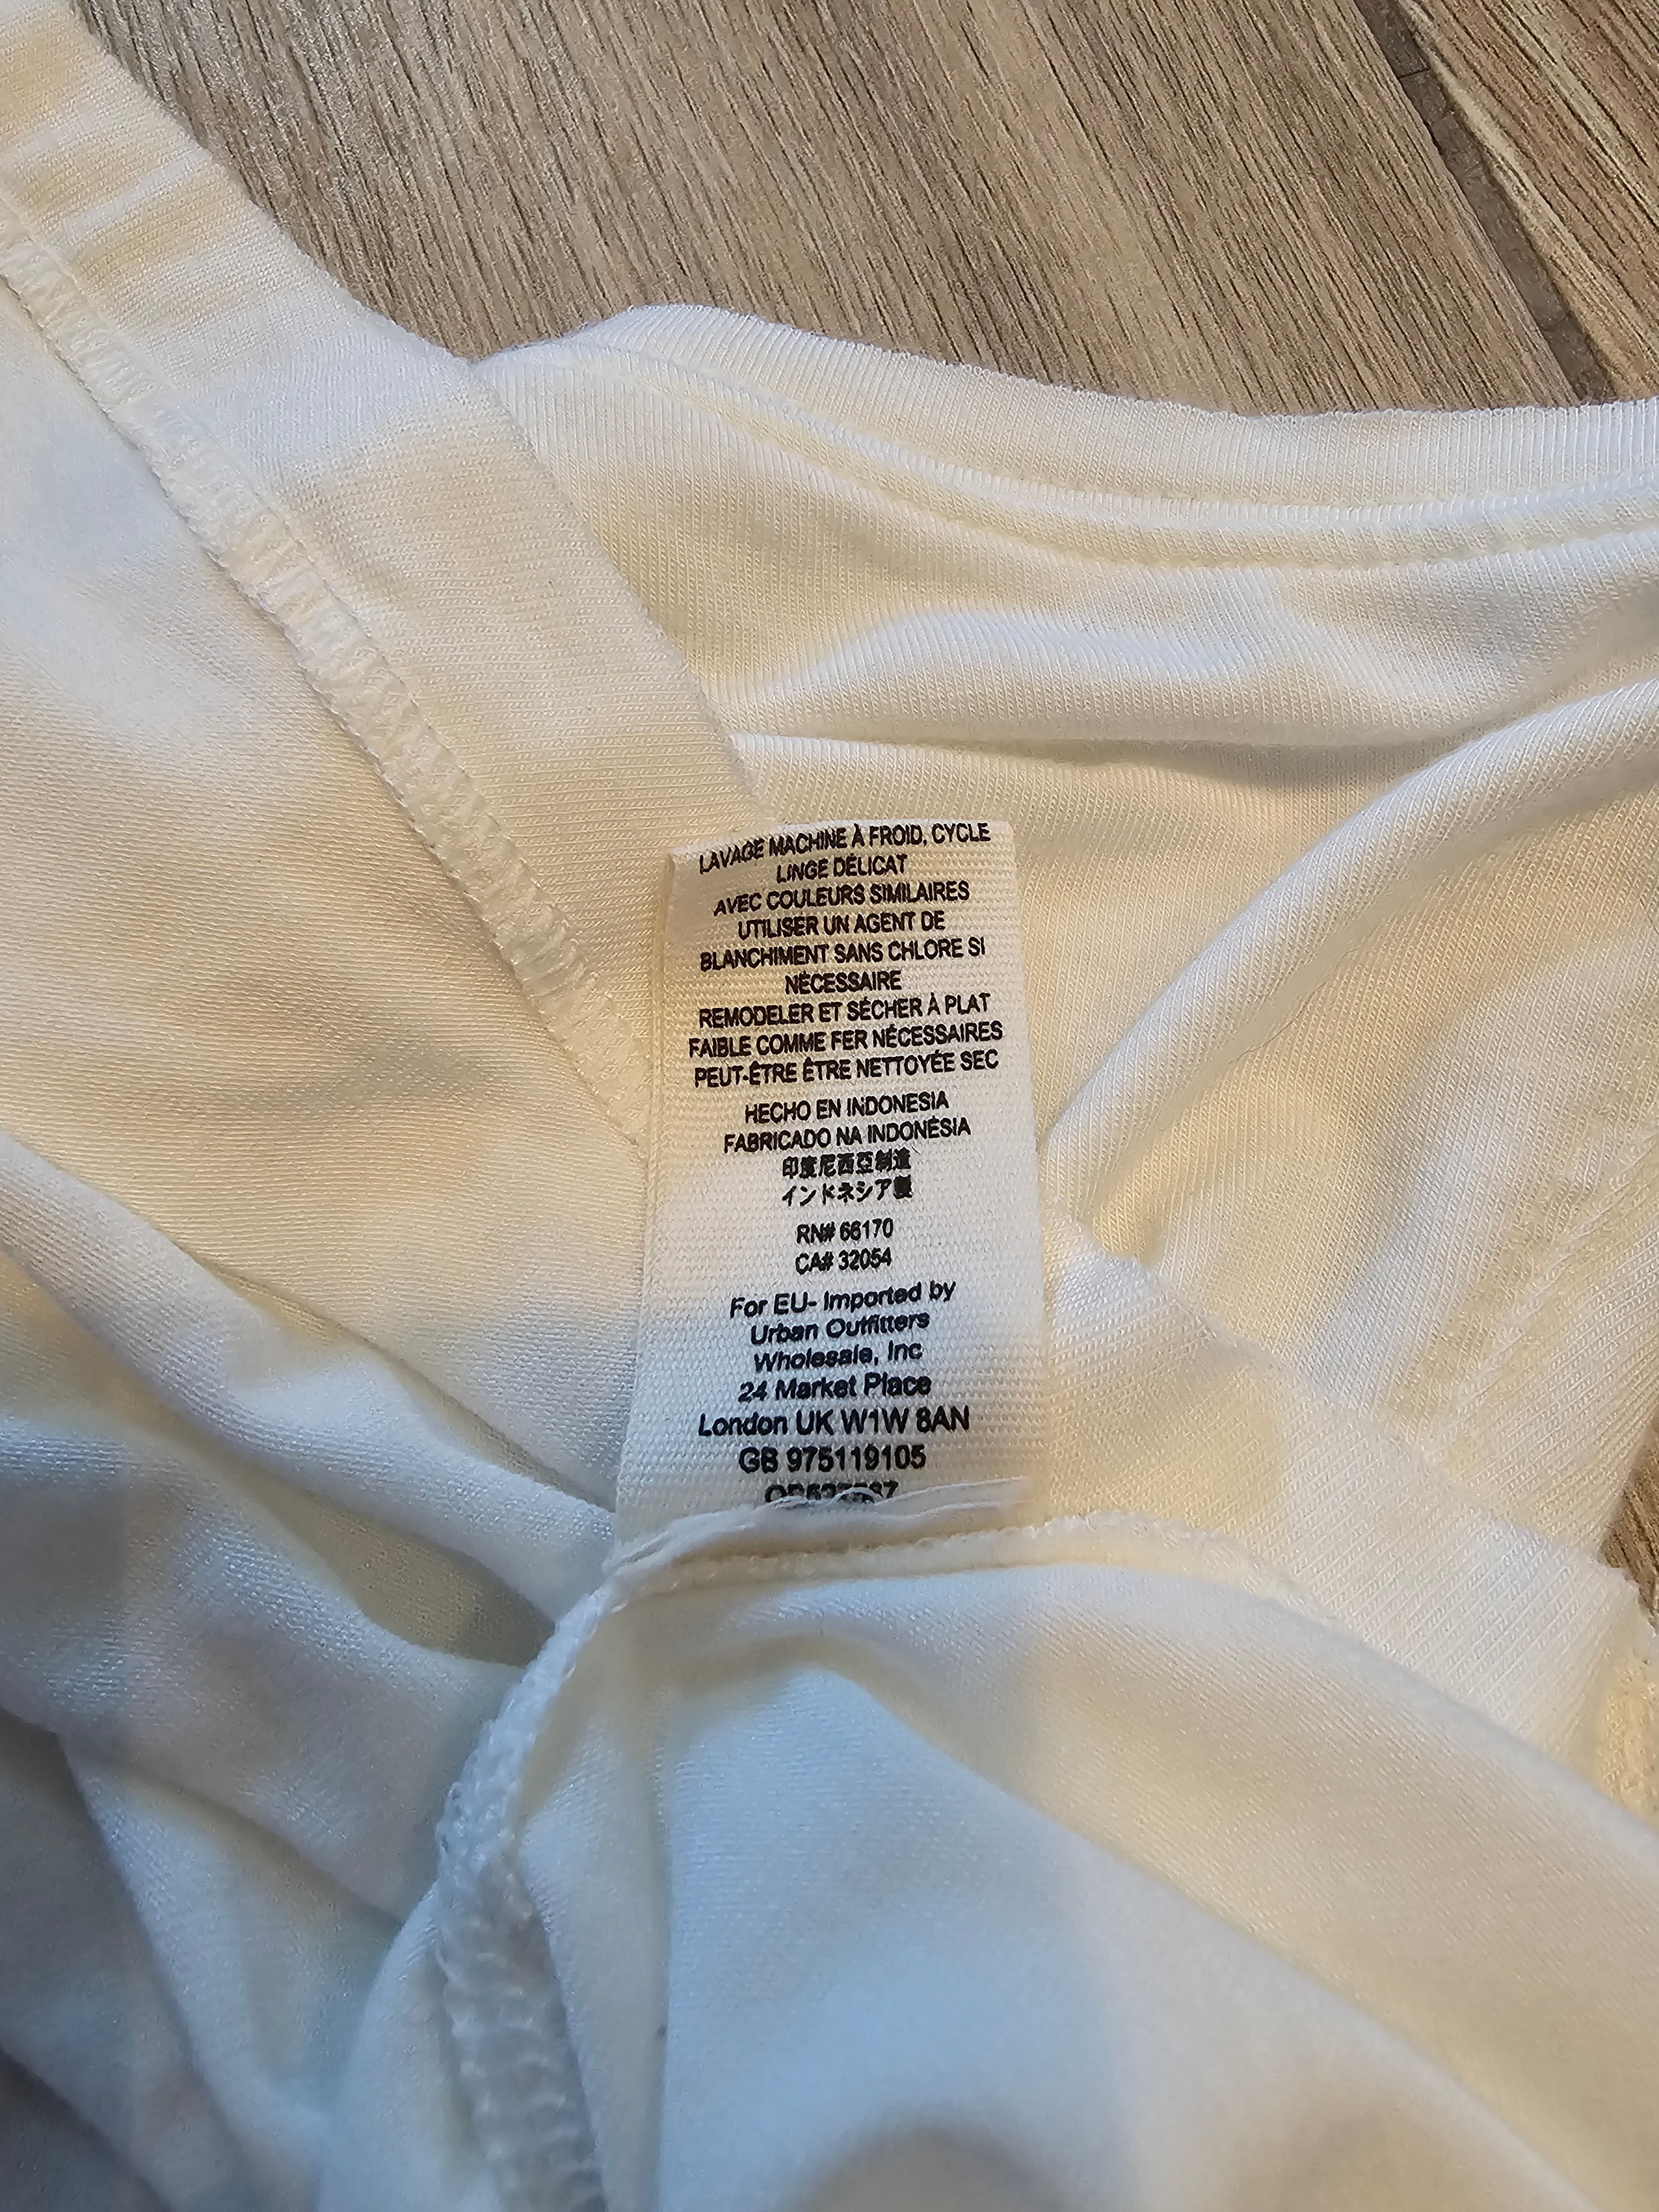 LAVAGE MACHINE À FROID, CYCLE
LINGE DÉLICAT
AVEC COULEURS SIMILAIRES
UTILISER UN AGENT DE
BLANCHIMENT SANS CHLORE SI
NÉCESSAIRE
REMODELER ET SÉCHER À PLAT
FAIBLE COMME FER NÉCESSAIRES
PEUT-ÊTRE ÊTRE NETTOYÉE SEC
HECHO EN INDONESIA
FABRICADO NA INDONÉSIA
印度尼西亞制造
インドネシア製
RN# 66170
CA# 32054
For EU- Imported by
Urban Outfitters
Wholesale, Inc
24 Market Place
London UK W1W 8AN
GB 975119105